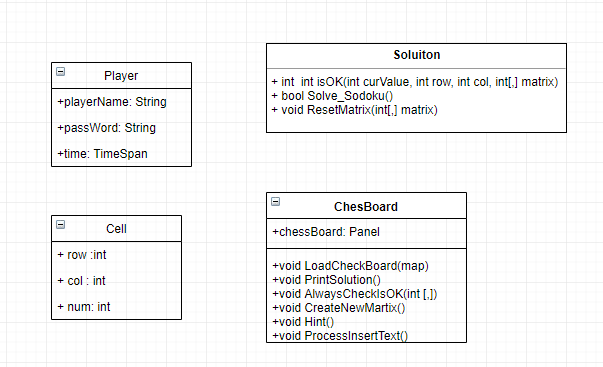 Player
+playerName: String
+passWord: String
+time: TimeSpan
Soluiton
+ int int isOK(int curValue, int row, int col, int[,] matrix)
+ bool Solve_Sodoku()
+ void ResetMatrix(int[,] matrix)
Cell
+ row :int
+ col : int
+ num: int
ChesBoard
+chessBoard: Panel
+void LoadCheckBoard(map)
+void PrintSolution()
+void AlwaysCheckIsOK(int [,])
+void CreateNewMartix()
+void Hint()
+void ProcessInsertText()